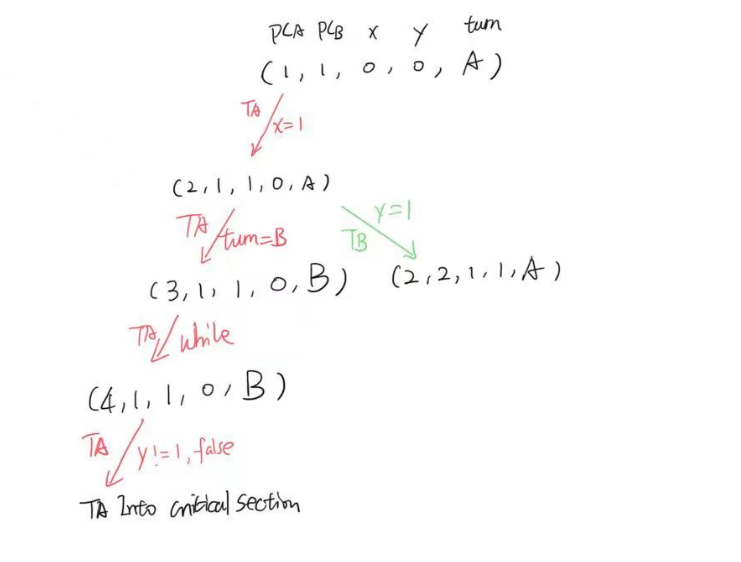 PCA PCB x y turn
(1, 1, 0, 0, A)
TA
x=1
(2, 1, 1, 0, A)
TA
turn=B
y=1
TB
(3, 1, 1, 0, B)
(2, 2, 1, 1, A)
TA
while
(4, 1, 1, 0, B)
TA
y!=1, false
TA Into critical section